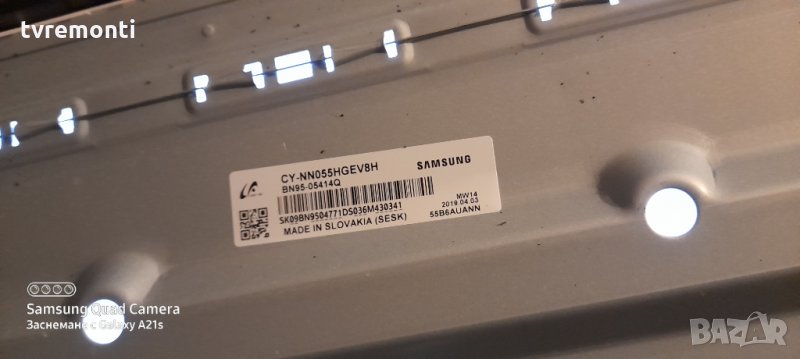 tvremonti
CY-NN055HGEV8H
SAMSUNG
BN95-05414Q
SK09BN9504771DS036M430341
MADE IN SLOVAKIA (SESK)
MW14
2019.04.03
55B6AUANN
Samsung Quad Camera
Заснемане с Galaxy A21s
BAZAR